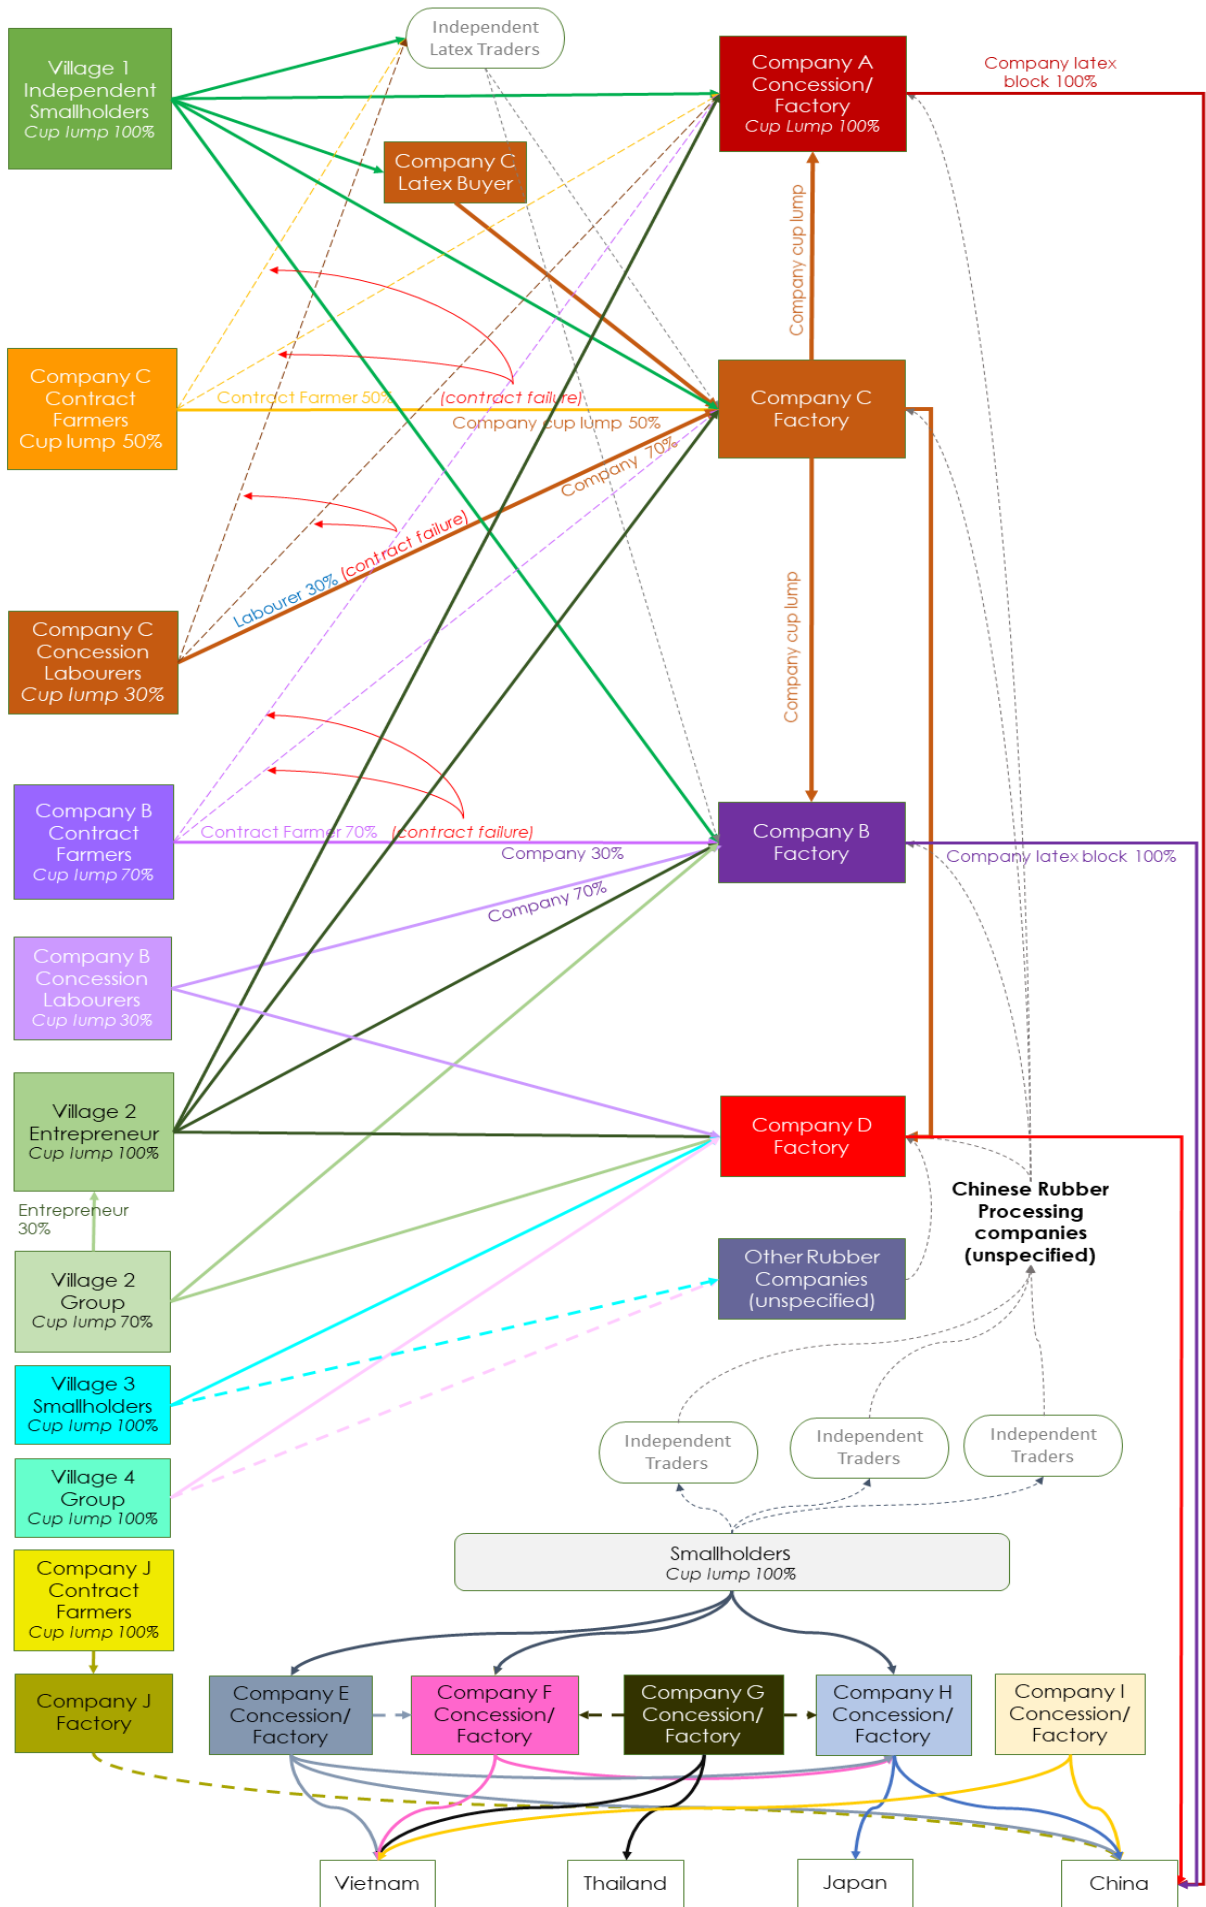 Village 1
Independent
Smallholders
Cup lump 100%
Independent
Latex Traders
Company A
Concession/
Factory
Cup Lump 100%
Company latex
block 100%
Company C
Latex Buyer
Company cup lump
Company C
Contract
Farmers
Cup lump 50%
Contract Farmer 50%
(contract failure)
Company cup lump 50%
Company C
Factory
Company 70%
Labourer 30%
(contract failure)
Company cup lump
Company C
Concession
Labourers
Cup lump 30%
Company B
Contract
Farmers
Cup lump 70%
Contract Farmer 70%
(contract failure)
Company 30%
Company B
Factory
Company latex block 100%
Company 70%
Company B
Concession
Labourers
Cup lump 30%
Village 2
Entrepreneur
Cup lump 100%
Company D
Factory
Entrepreneur
30%
Chinese Rubber
Processing
companies
(unspecified)
Village 2
Group
Cup lump 70%
Other Rubber
Companies
(unspecified)
Village 3
Smallholders
Cup lump 100%
Independent
Traders
Independent
Traders
Independent
Traders
Village 4
Group
Cup lump 100%
Smallholders
Cup lump 100%
Company J
Contract
Farmers
Cup lump 100%
Company J
Factory
Company E
Concession/
Factory
Company F
Concession/
Factory
Company G
Concession/
Factory
Company H
Concession/
Factory
Company I
Concession/
Factory
Vietnam
Thailand
Japan
China